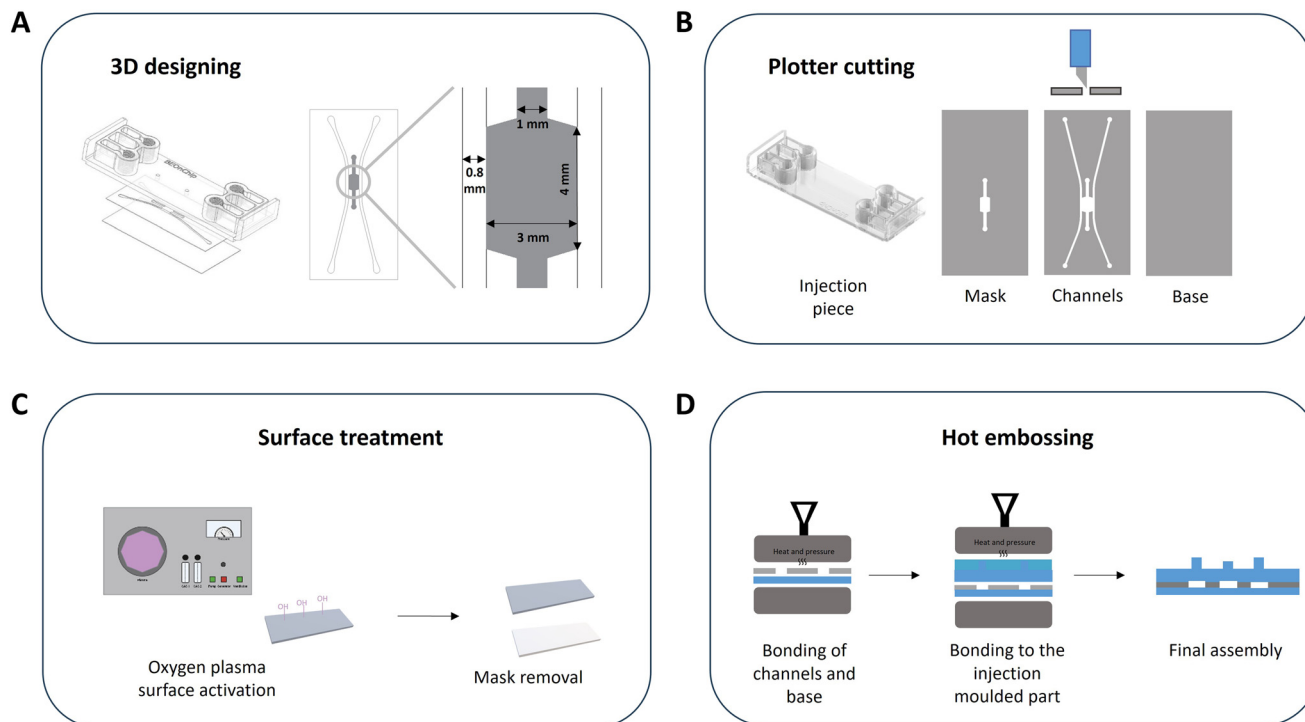 A
3D designing
BEOnChip
1 mm
0.8
mm
4 mm
3 mm
B
Plotter cutting
Injection
piece
Mask
Channels
Base
C
Surface treatment
OH
OH
OH
Oxygen plasma
surface activation
Mask removal
D
Hot embossing
Heat and pressure
Heat and pressure
Bonding of
channels and
base
Bonding to the
injection
moulded part
Final assembly